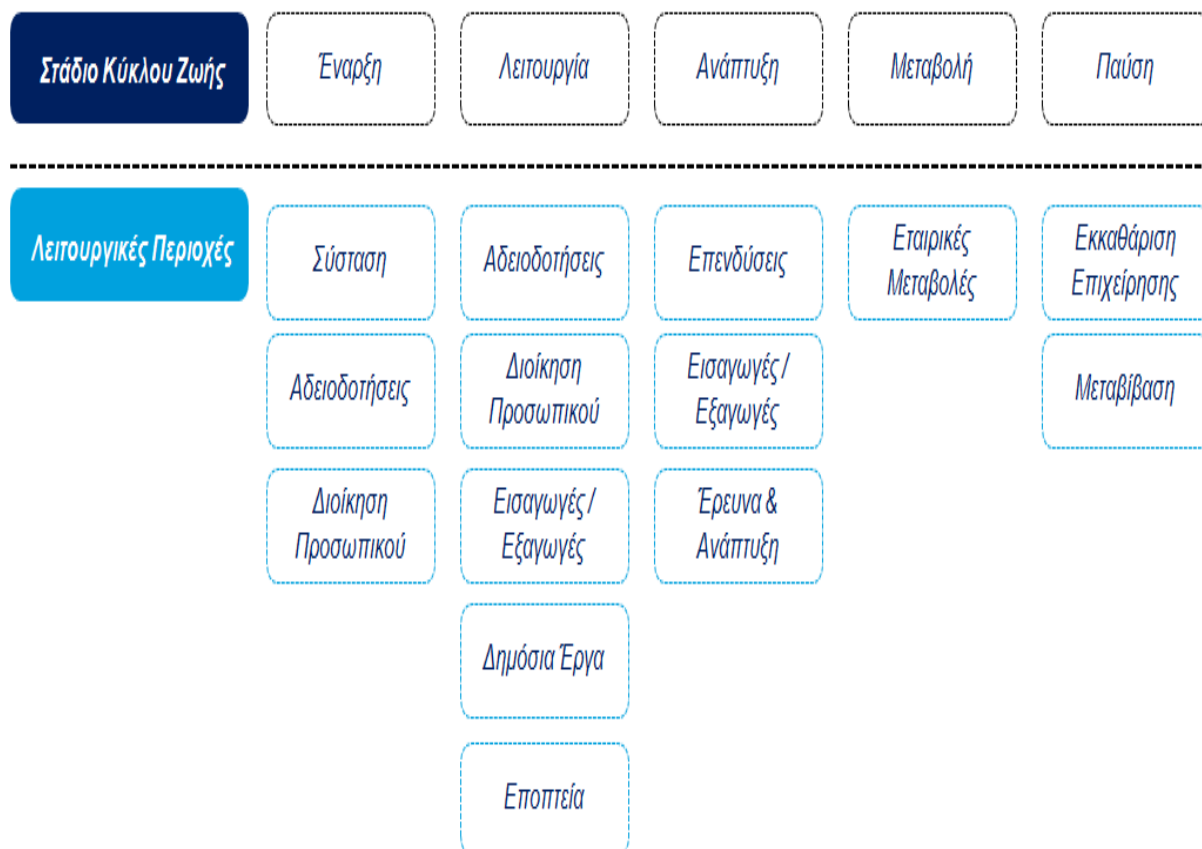 Στάδιο Κύκλου Ζωής
Έναρξη
Λειτουργία
Ανάπτυξη
Μεταβολή
Παύση
Λειτουργικές Περιοχές
Σύσταση
Αδειοδοτήσεις
Επενδύσεις
Εταιρικές
Μεταβολές
Εκκαθάριση
Επιχείρησης
Αδειοδοτήσεις
Διοίκηση
Προσωπικού
Εισαγωγές /
Εξαγωγές
Μεταβίβαση
Διοίκηση
Προσωπικού
Εισαγωγές /
Εξαγωγές
Έρευνα &
Ανάπτυξη
Δημόσια Έργα
Εποπτεία